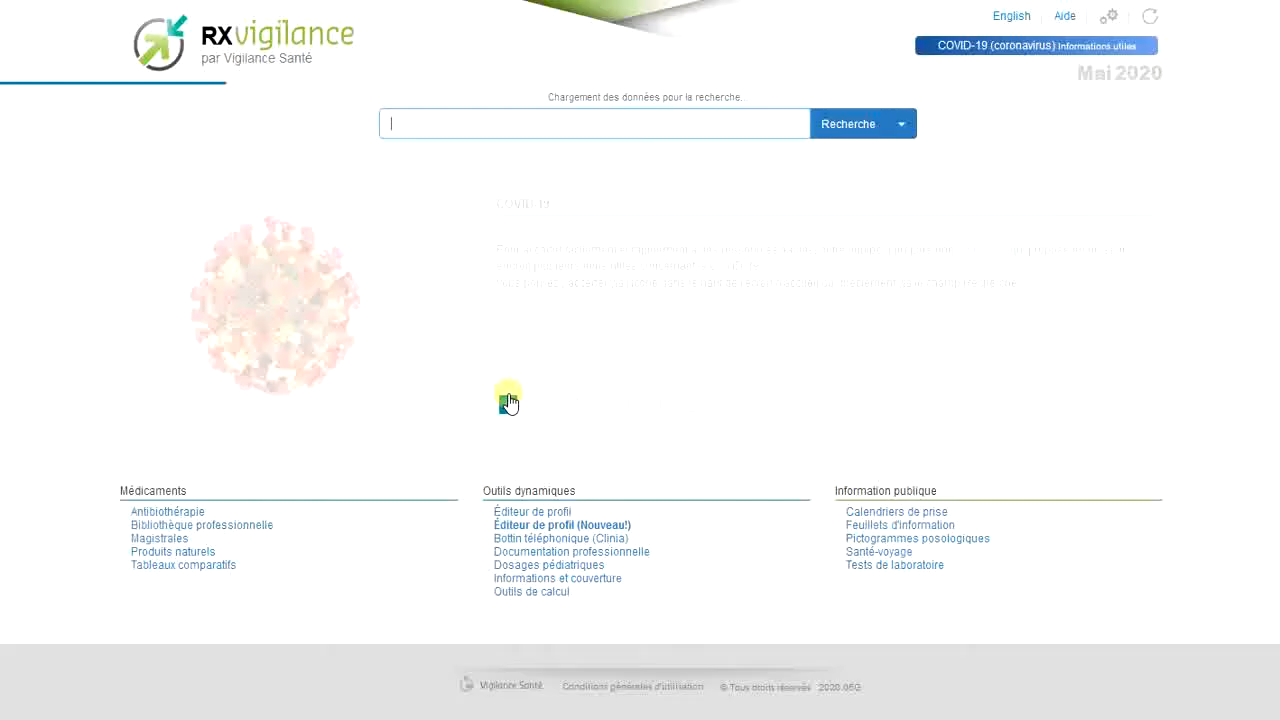 RXvigilance
par Vigilance Santé
English
Aide
COVID-19 (coronavirus) Informations utiles
Mai 2020
Chargement des données pour la recherche.
Recherche
COVID-19
Médicaments
Antibiothérapie
Bibliothèque professionnelle
Magistrales
Produits naturels
Tableaux comparatifs
Outils dynamiques
Éditeur de profil
Éditeur de profil (Nouveau!)
Bottin téléphonique (Clinia)
Documentation professionnelle
Dosages pédiatriques
Informations et couverture
Outils de calcul
Information publique
Calendriers de prise
Feuillets d'information
Pictogrammes posologiques
Santé-voyage
Tests de laboratoire
Vigilance Santé
Conditions générales d'utilisation
© Tous droits réservés 2020.05G